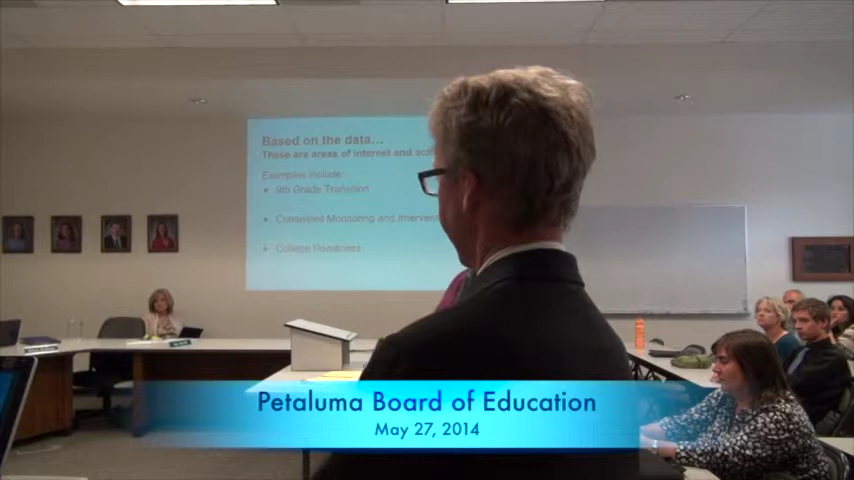 Based on the data...
These are areas of interest and
Examples include:
• 9th Grade Transition
• Consistent Monitoring and
• College Readiness
Petaluma Board of Education
May 27, 2014